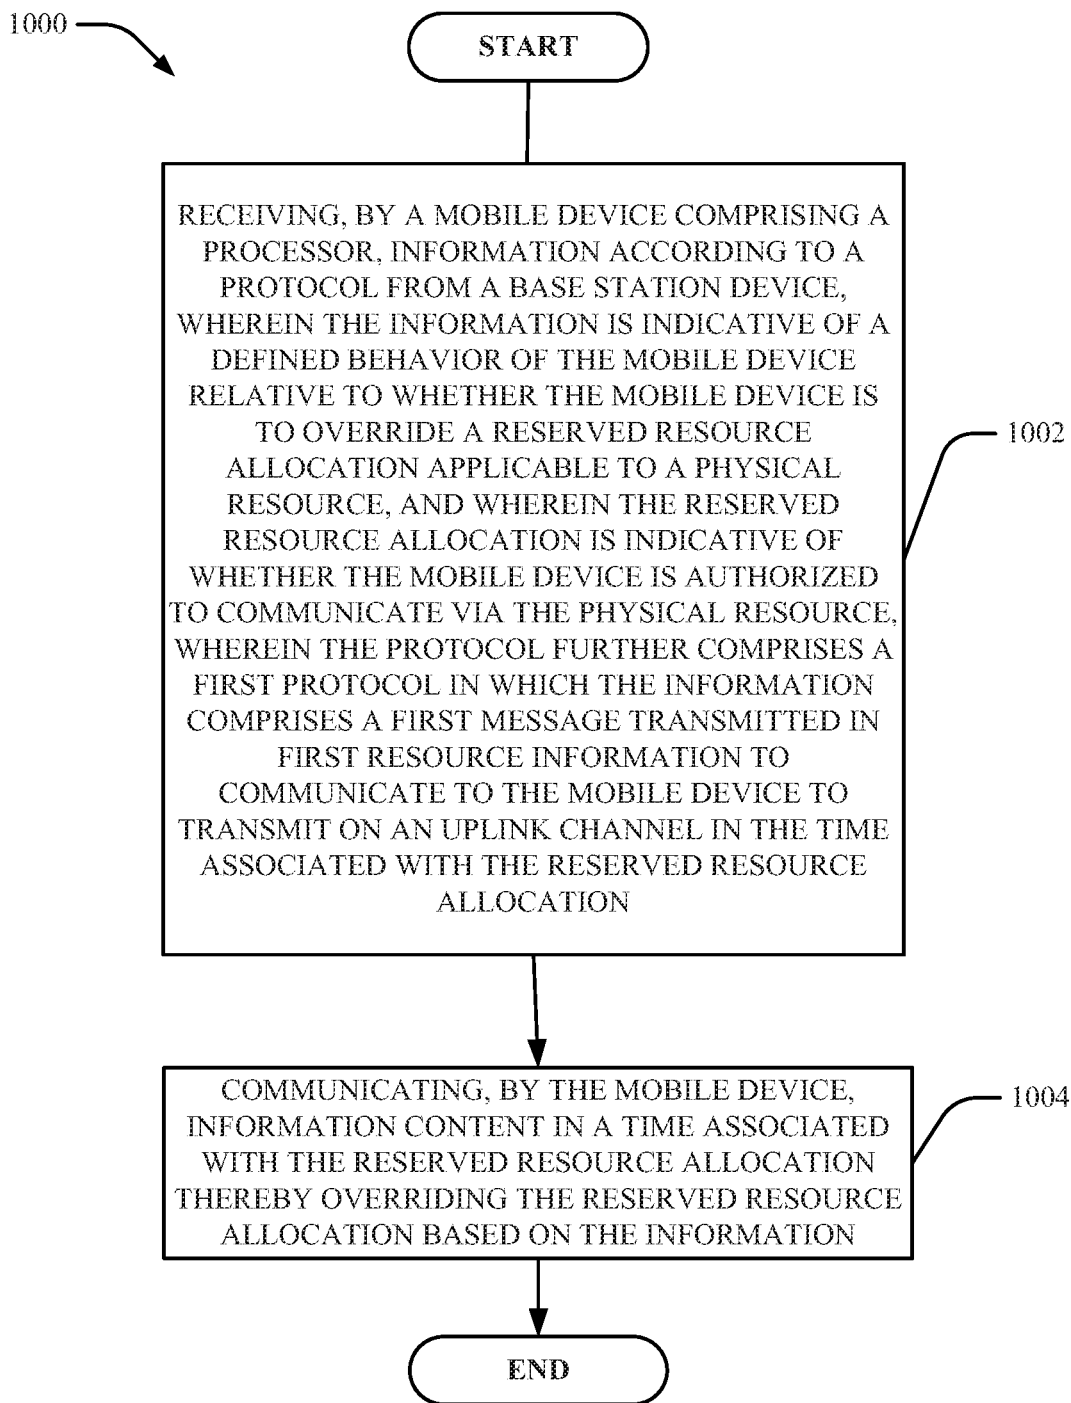 1000
START
RECEIVING, BY A MOBILE DEVICE COMPRISING A
PROCESSOR, INFORMATION ACCORDING TO A
PROTOCOL FROM A BASE STATION DEVICE,
WHEREIN THE INFORMATION IS INDICATIVE OF A
DEFINED BEHAVIOR OF THE MOBILE DEVICE
RELATIVE TO WHETHER THE MOBILE DEVICE IS
TO OVERRIDE A RESERVED RESOURCE
ALLOCATION APPLICABLE TO A PHYSICAL
RESOURCE, AND WHEREIN THE RESERVED
RESOURCE ALLOCATION IS INDICATIVE OF
WHETHER THE MOBILE DEVICE IS AUTHORIZED
TO COMMUNICATE VIA THE PHYSICAL RESOURCE,
WHEREIN THE PROTOCOL FURTHER COMPRISES A
FIRST PROTOCOL IN WHICH THE INFORMATION
COMPRISES A FIRST MESSAGE TRANSMITTED IN
FIRST RESOURCE INFORMATION TO
COMMUNICATE TO THE MOBILE DEVICE TO
TRANSMIT ON AN UPLINK CHANNEL IN THE TIME
ASSOCIATED WITH THE RESERVED RESOURCE
ALLOCATION
1002
COMMUNICATING, BY THE MOBILE DEVICE,
INFORMATION CONTENT IN A TIME ASSOCIATED
WITH THE RESERVED RESOURCE ALLOCATION
THEREBY OVERRIDING THE RESERVED RESOURCE
ALLOCATION BASED ON THE INFORMATION
1004
END